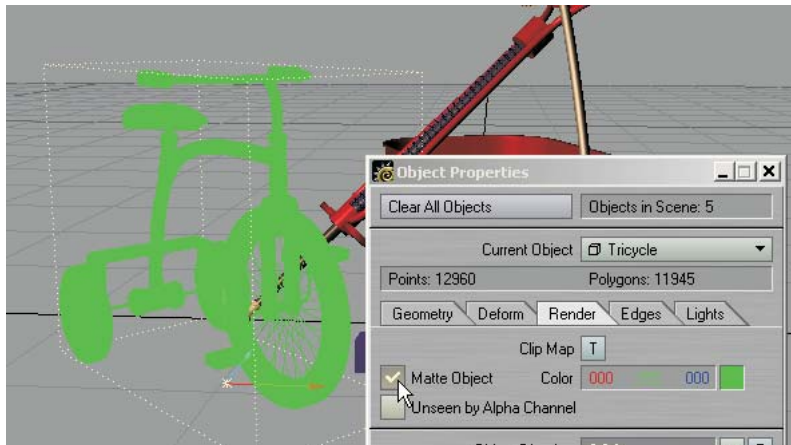 Object Properties
Clear All Objects
Objects in Scene: 5
Current Object
Tricycle
Points: 12960
Polygons: 11945
Geometry
Deform
Render
Edges
Lights
Clip Map T
Matte Object
Color 000 000
Unseen by Alpha Channel